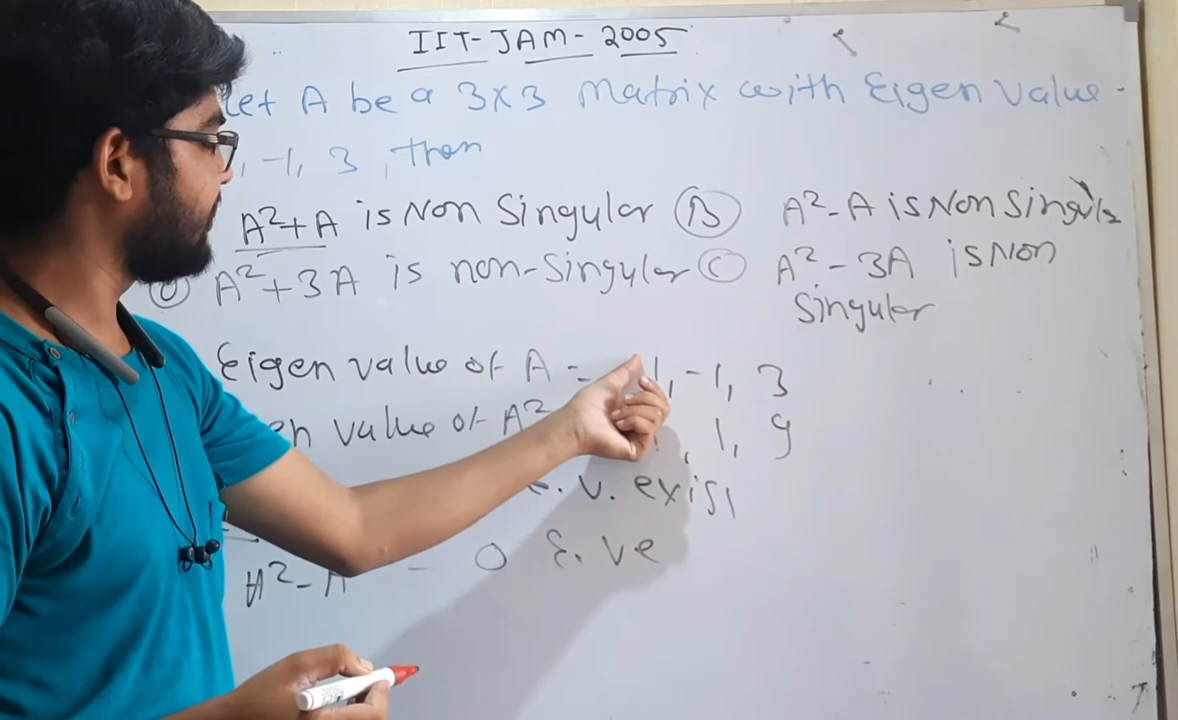 IIT-JAM-2005
Let A be a 3x3 Matrix with Eigen Value
, -1, 3, then
A²+A is Non Singular (B) A²-A is Non Singular
(D) A²+3A is non-Singular (C) A²-3A is Non
Singular
Eigen value of A = 1, -1, 3
value of A² 1, 9
E.V. exist
A²-A - 0 E. Ve